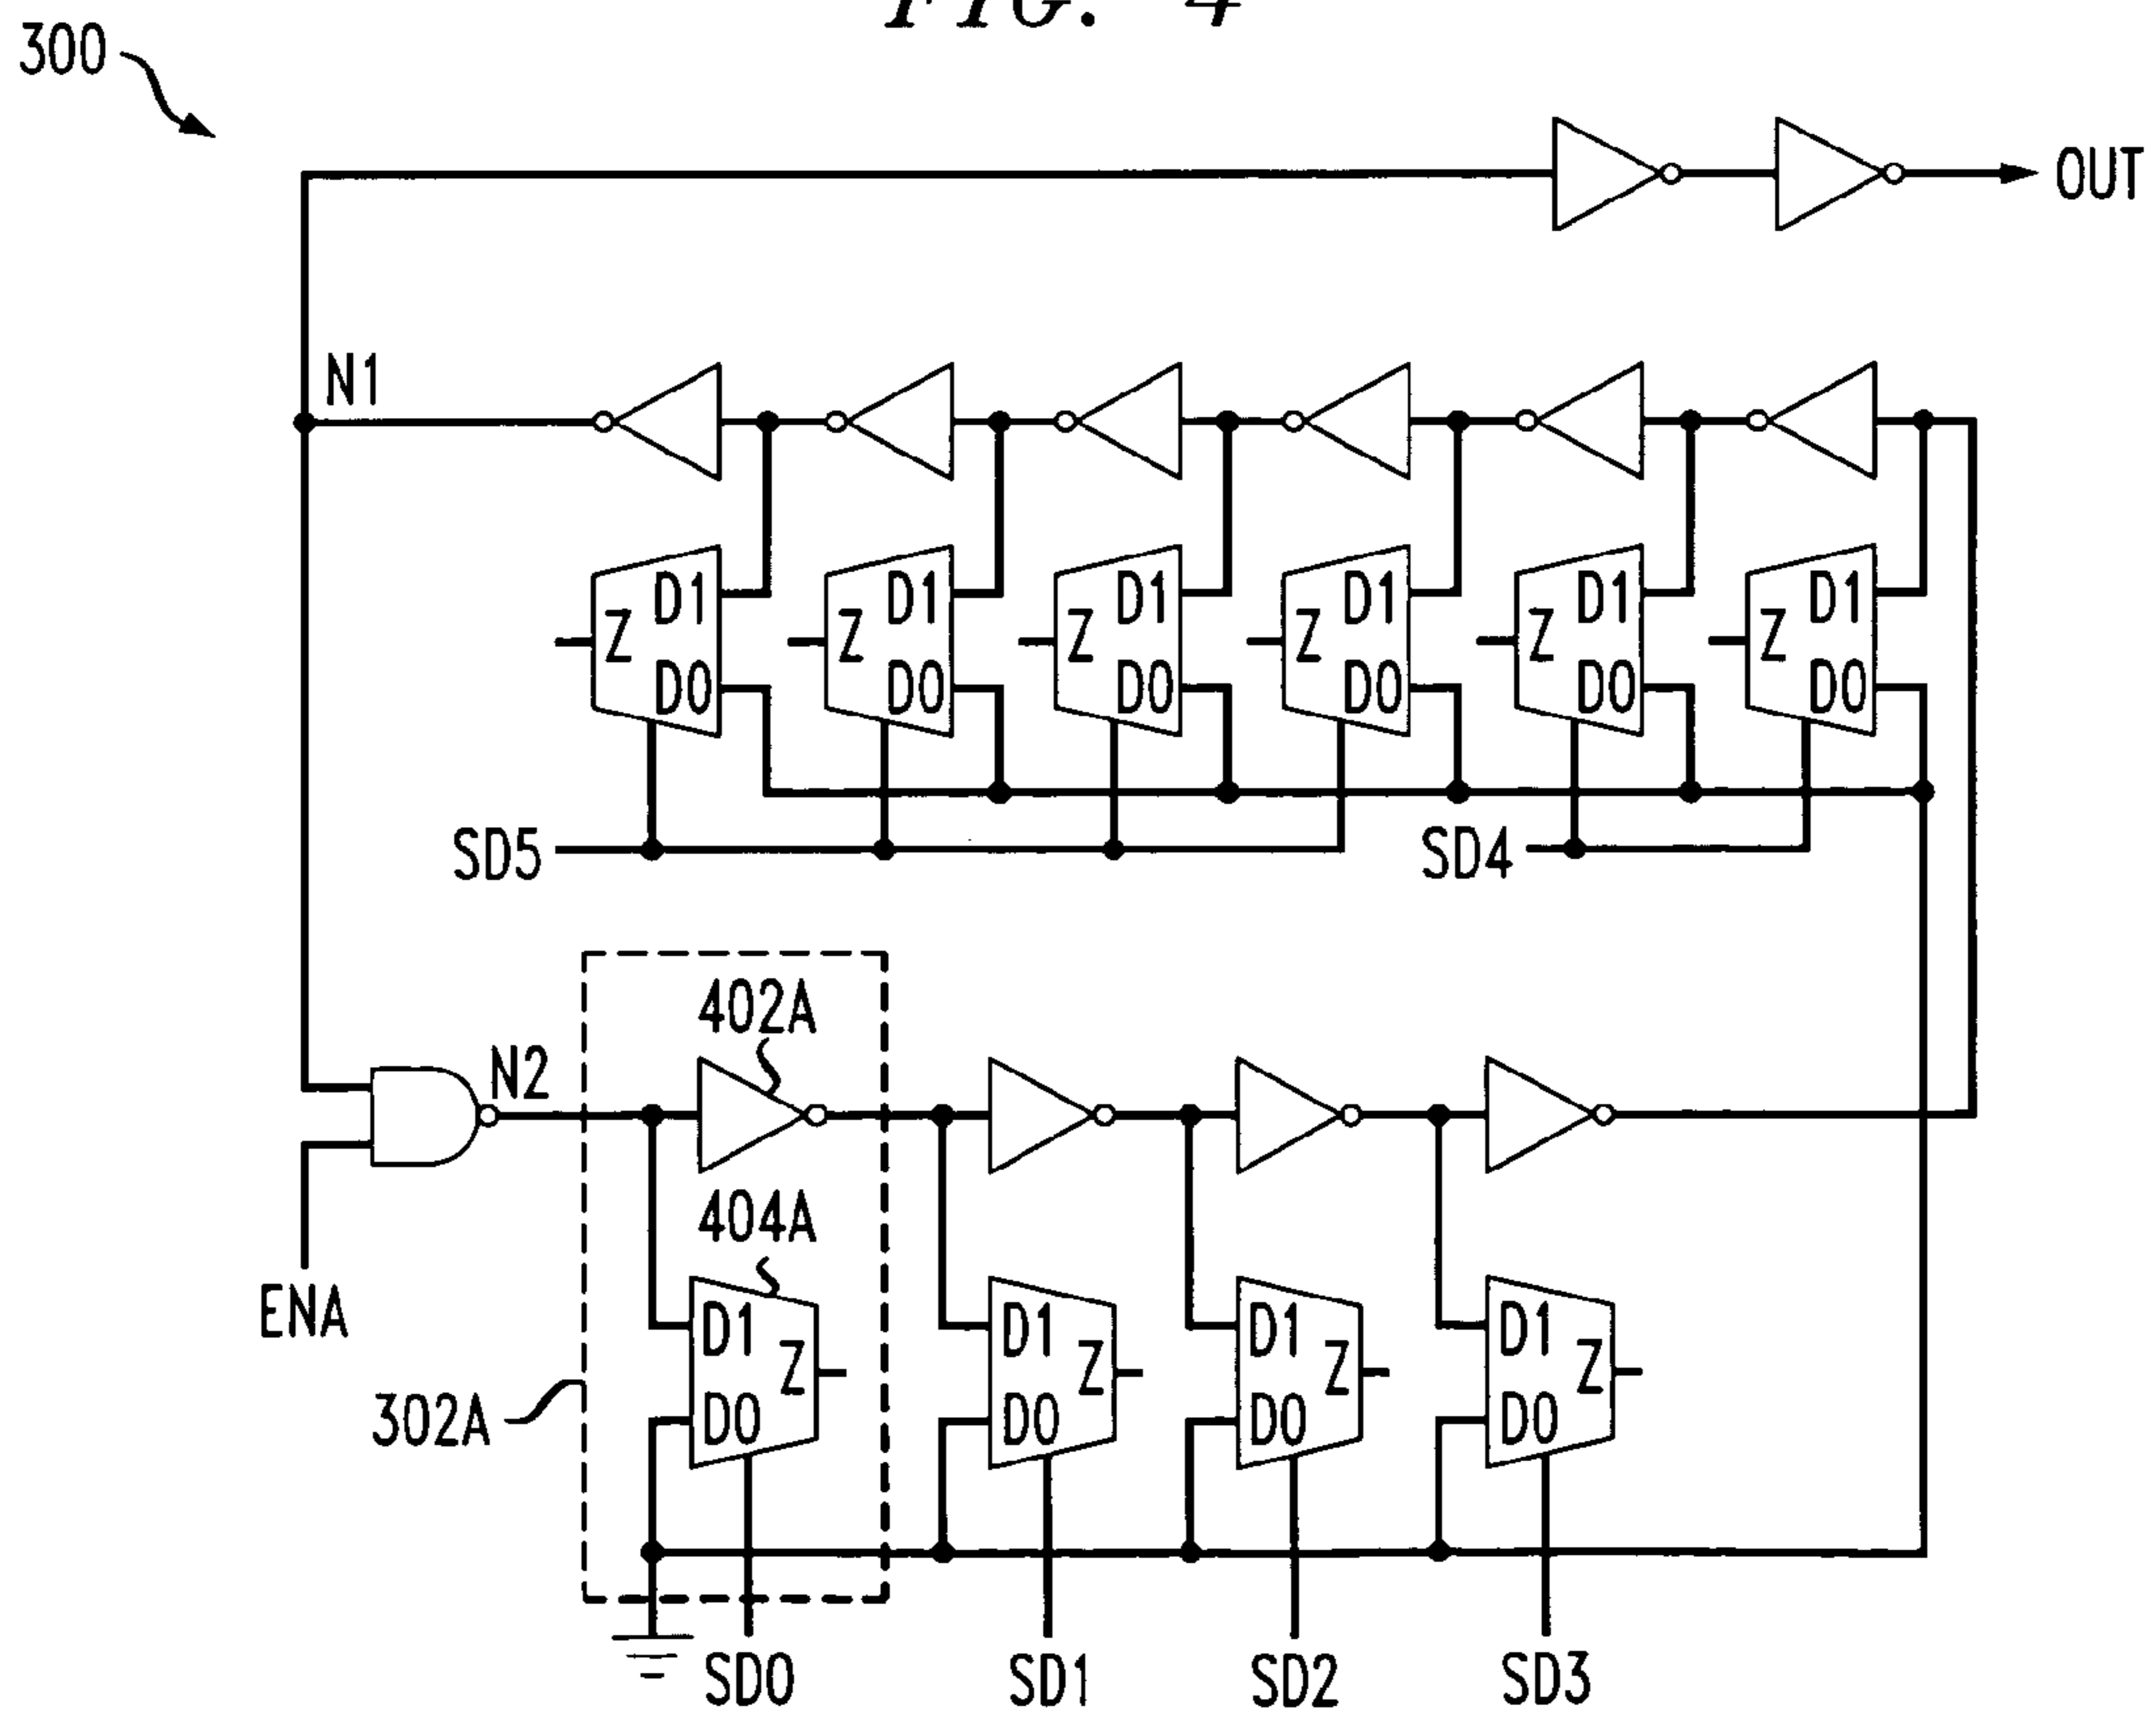 FIG. 4
300
OUT
N1
D1 D1 D1 D1 D1 D1
Z Z Z Z Z Z
D0 D0 D0 D0 D0 D0
SD5 SD4
402A
N2
404A
ENA
D1 D1 D1 D1
Z Z Z Z
302A
D0 D0 D0 D0
SD0 SD1 SD2 SD3